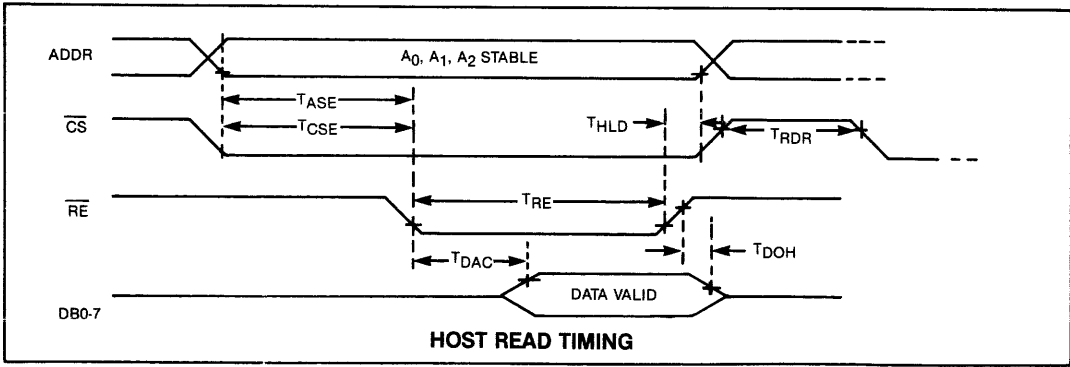 ADDR
A0, A1, A2 STABLE
TASE
CS
TCSE
THLD
TRDR
RE
TRE
TDAC
TDOH
DB0-7
DATA VALID
HOST READ TIMING